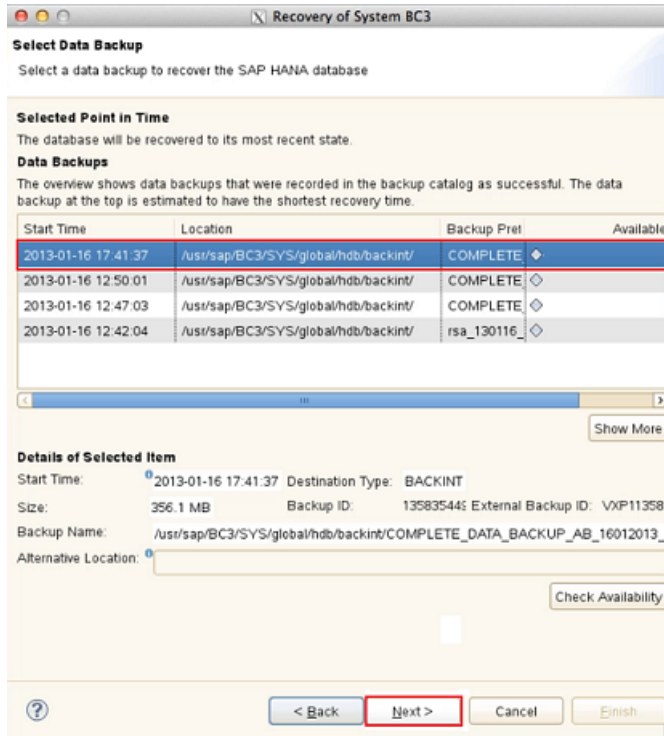 Recovery of System BC3
Select Data Backup
Select a data backup to recover the SAP HANA database
Selected Point in Time
The database will be recovered to its most recent state.
Data Backups
The overview shows data backups that were recorded in the backup catalog as successful. The data
backup at the top is estimated to have the shortest recovery time.
Start Time Location Backup Pref Available
2013-01-16 17:41:37 /usr/sap/BC3/SYS/global/hdb/backint/ COMPLETE_
2013-01-16 12:50:01 /usr/sap/BC3/SYS/global/hdb/backint/ COMPLETE_
2013-01-16 12:47:03 /usr/sap/BC3/SYS/global/hdb/backint/ COMPLETE_
2013-01-16 12:42:04 /usr/sap/BC3/SYS/global/hdb/backint/ rsa_130116_
Show More
Details of Selected Item
Start Time: 2013-01-16 17:41:37 Destination Type: BACKINT
Size: 356.1 MB Backup ID: 135835449 External Backup ID: VXP11358
Backup Name: /usr/sap/BC3/SYS/global/hdb/backint/COMPLETE_DATA_BACKUP_AB_16012013_
Alternative Location:
Check Availability
< Back Next > Cancel Finish